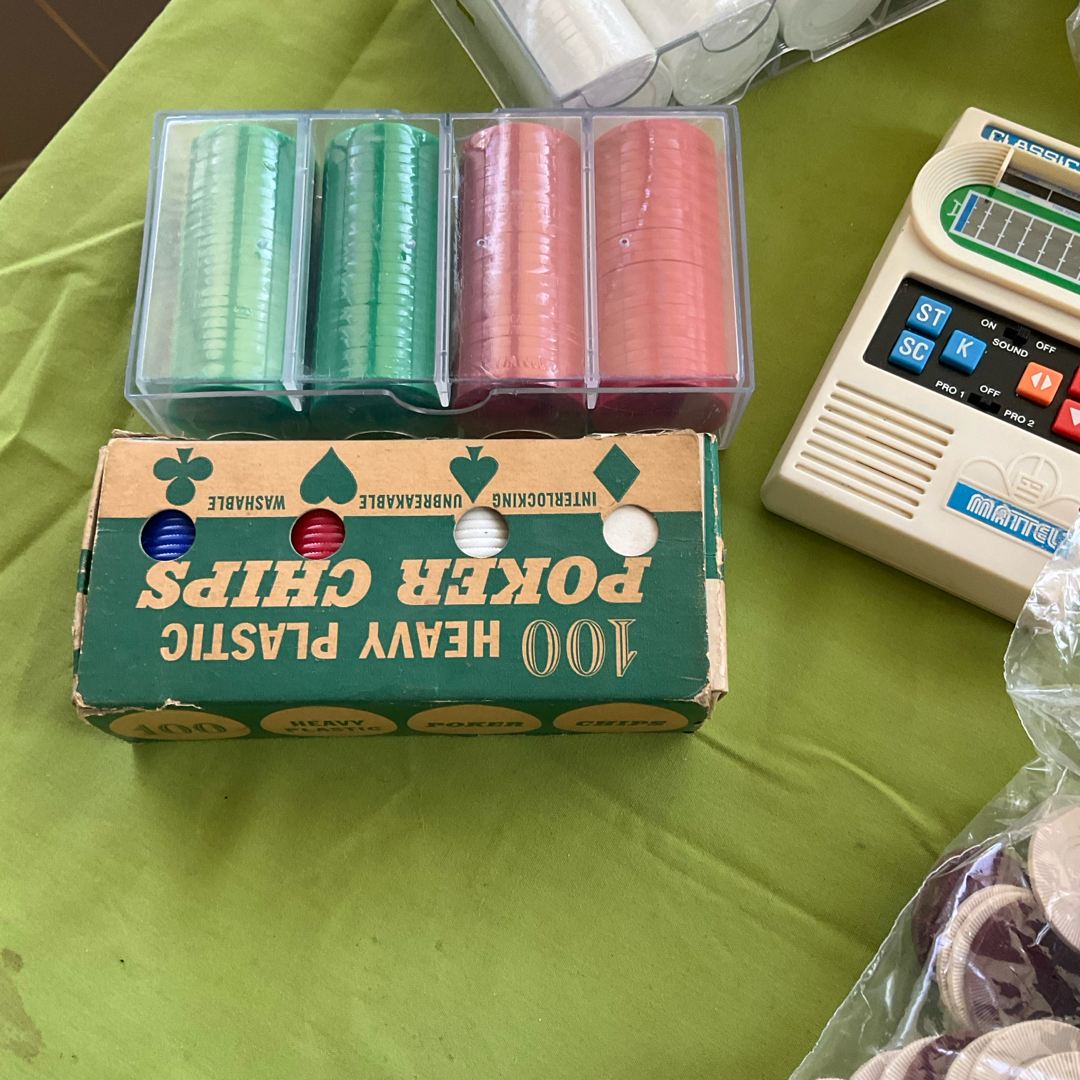 WASHABLE UNBREAKABLE INTERLOCKING
POKER CHIPS
100 HEAVY PLASTIC
100 HEAVY PLASTIC POKER CHIPS
CLASSIC
ST
SC
K
ON OFF
SOUND
PRO 1 OFF PRO 2
MATTEL